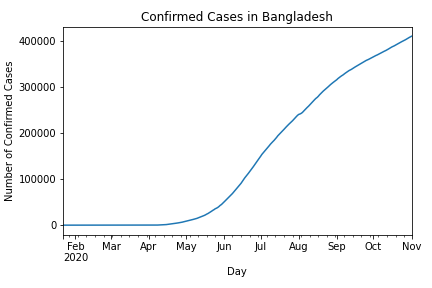 Confirmed Cases in Bangladesh
Number of Confirmed Cases
400000
300000
200000
100000
0
Feb Mar Apr May Jun Jul Aug Sep Oct Nov
2020
Day